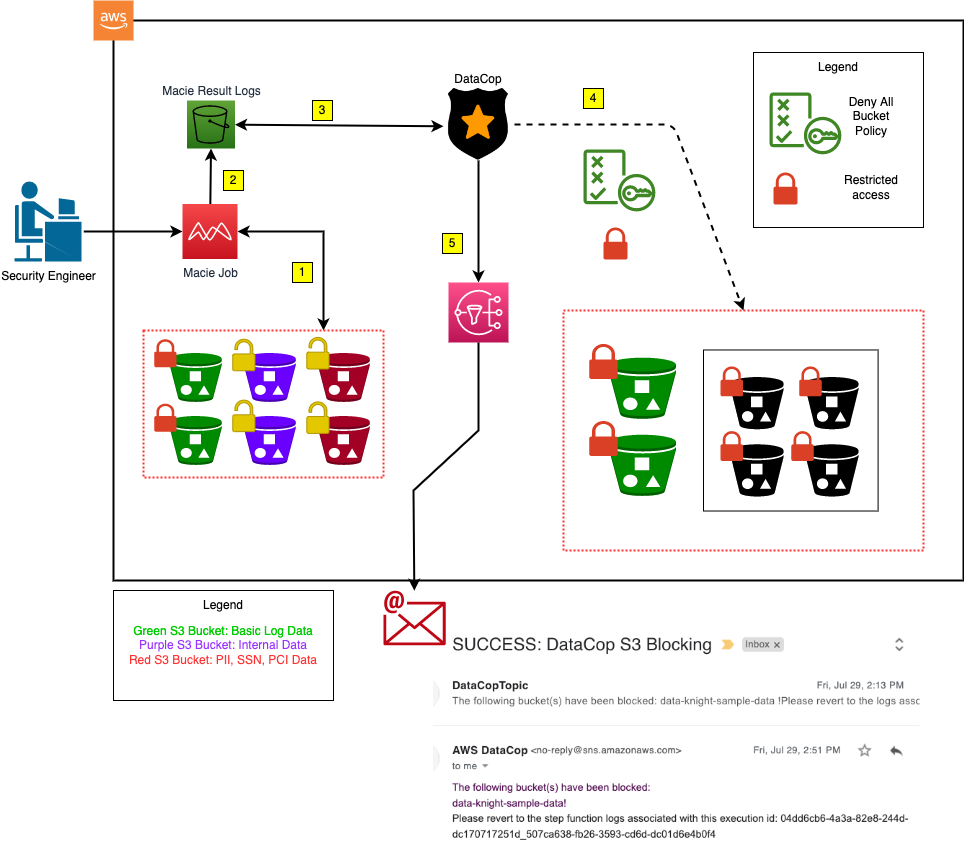 aws
Macie Result Logs
DataCop
3
4
Legend
Deny All
Bucket
Policy
Restricted
access
2
Security Engineer
Macie Job
1
5
Legend
Green S3 Bucket: Basic Log Data
Purple S3 Bucket: Internal Data
Red S3 Bucket: PII, SSN, PCI Data
@
SUCCESS: DataCop S3 Blocking
Inbox x
DataCopTopic
Fri, Jul 29, 2:13 PM
The following bucket(s) have been blocked: data-knight-sample-data !Please revert to the logs assc
AWS DataCop <no-reply@sns.amazonaws.com>
Fri, Jul 29, 2:51 PM
to me
The following bucket(s) have been blocked:
data-knight-sample-data!
Please revert to the step function logs associated with this execution id: 04dd6cb6-4a3a-82e8-244d-
dc170717251d_507ca638-fb26-3593-cd6d-dc01d6e4b0f4